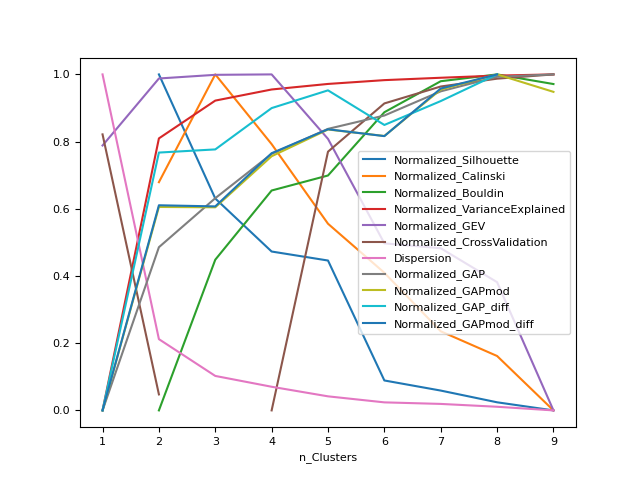 1.0
0.8
0.6
0.4
0.2
0.0
Normalized_Silhouette
Normalized_Calinski
Normalized_Bouldin
Normalized_VarianceExplained
Normalized_GEV
Normalized_CrossValidation
Dispersion
Normalized_GAP
Normalized_GAPmod
Normalized_GAP_diff
Normalized_GAPmod_diff
1 2 3 4 5 6 7 8 9
n_Clusters